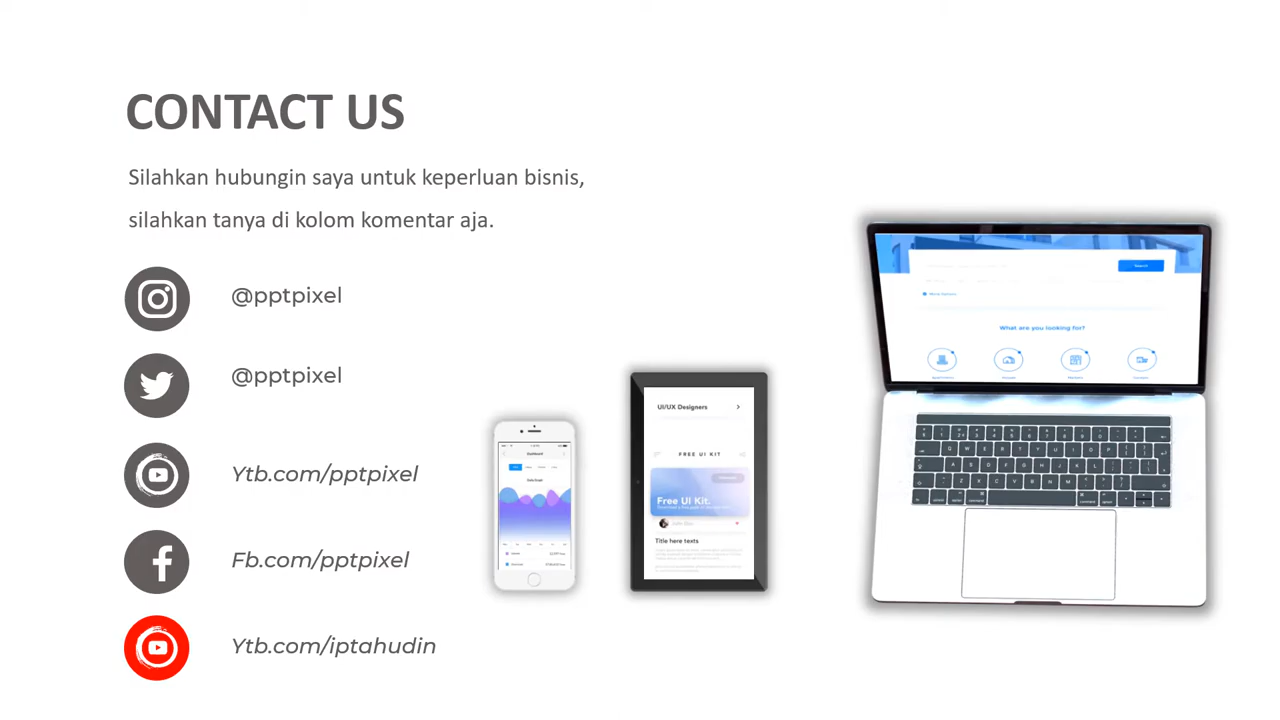 CONTACT US
Silahkan hubungin saya untuk keperluan bisnis,
silahkan tanya di kolom komentar aja.
@pptpixel
@pptpixel
Ytb.com/pptpixel
Fb.com/pptpixel
Ytb.com/iptahudin
Dashboard
UI/UX Designers
FREE UI KIT
Free UI Kit.
Title here texts
What are you looking for?